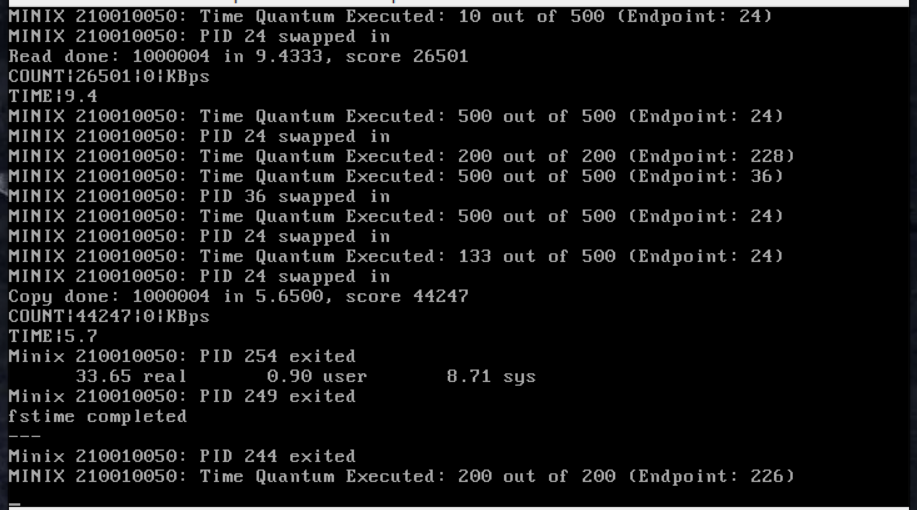 MINIX 210010050: Time Quantum Executed: 10 out of 500 (Endpoint: 24)
MINIX 210010050: PID 24 swapped in
Read done: 1000004 in 9.4333, score 26501
COUNT|26501|0|KBps
TIME|9.4
MINIX 210010050: Time Quantum Executed: 500 out of 500 (Endpoint: 24)
MINIX 210010050: PID 24 swapped in
MINIX 210010050: Time Quantum Executed: 200 out of 200 (Endpoint: 228)
MINIX 210010050: Time Quantum Executed: 500 out of 500 (Endpoint: 36)
MINIX 210010050: PID 36 swapped in
MINIX 210010050: Time Quantum Executed: 500 out of 500 (Endpoint: 24)
MINIX 210010050: PID 24 swapped in
MINIX 210010050: Time Quantum Executed: 133 out of 500 (Endpoint: 24)
MINIX 210010050: PID 24 swapped in
Copy done: 1000004 in 5.6500, score 44247
COUNT|44247|0|KBps
TIME|5.7
Minix 210010050: PID 254 exited
33.65 real 0.90 user 8.71 sys
Minix 210010050: PID 249 exited
fstime completed
---
Minix 210010050: PID 244 exited
MINIX 210010050: Time Quantum Executed: 200 out of 200 (Endpoint: 226)